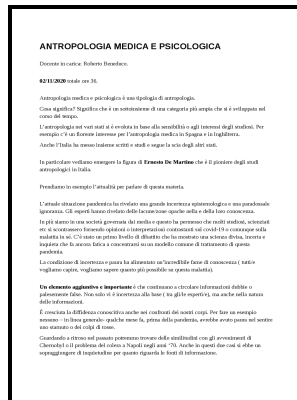 ANTROPOLOGIA MEDICA E PSICOLOGICA
Docente in carica: Roberto Beneduce.
02/11/2020 totale ore 36.
Antropologia medica e psicologica è una tipologia di antropologia.
Cosa significa? Significa che è un sottoinsieme di una categoria più ampia che si è sviluppata nel
corso del tempo.
L'antropologia nei vari stati si è evoluta in base alla sensibilità o agli interessi degli studiosi. Per
esempio c'è un fiorente interesse per l'antropologia medica in Spagna e in Inghilterra.
Anche l'Italia ha messo insieme scritti e studi e segue la scia degli altri stati.
In particolare vediamo emergere la figura di Ernesto De Martino che è il pioniere degli studi
antropologici in Italia.
Prendiamo in esempio l'attualità per parlare di questa materia.
L'attuale situazione pandemica ha rivelato una grande incertezza epistemologica e una paradossale
ignoranza. Gli esperti hanno rivelato delle lacune/zone opache nella e della loro conoscenza.
In più siamo in una società governata dai media e questo ha permesso che molti studiosi, scienziati
etc si scontrassero fornendo opinioni o interpretazioni contrastanti sul covid-19 o comunque sulla
malattia in sé. C'è stato un primo livello di dibattito che ha mostrato una scienza divisa, incerta e
inquieta che fa ancora fatica a concentrarsi su un modello comune di trattamento di questa
pandemia.
La condizione di incertezza e paura ha alimentato un'incredibile fame di conoscenza ( tutti/e
vogliamo capire, vogliamo sapere quanto più possibile su questa malattia).
Un elemento aggiuntivo e importante è che continuano a circolare informazioni dubbie o
palesemente false. Non solo vi è incertezza alla base ( tra gli/le esperti/e), ma anche nella natura
delle informazioni.
È cresciuta la diffidenza conoscitiva anche nei confronti dei nostri corpi. Per fare un esempio
nessuno – in linea generale- qualche mese fa, prima della pandemia, avrebbe avuto paura nel sentire
uno starnuto o dei colpi di tosse.
Guardando a ritroso nel passato potremmo trovare delle similitudini con gli avvenimenti di
Chernobyl o il problema del colera a Napoli negli anni '70. Anche in questi due casi si ebbe un
sopraggiungere di inquietudine per quanto riguarda le fonti di informazione.